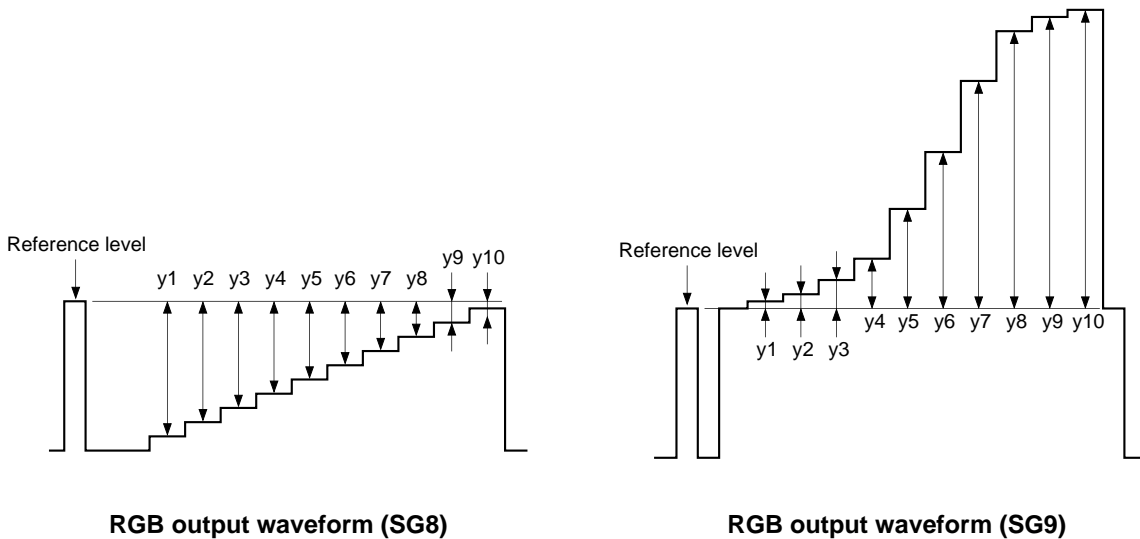 Reference level
y1 y2 y3 y4 y5 y6 y7 y8 y9 y10
RGB output waveform (SG8)
Reference level
y1 y2 y3 y4 y5 y6 y7 y8 y9 y10
RGB output waveform (SG9)